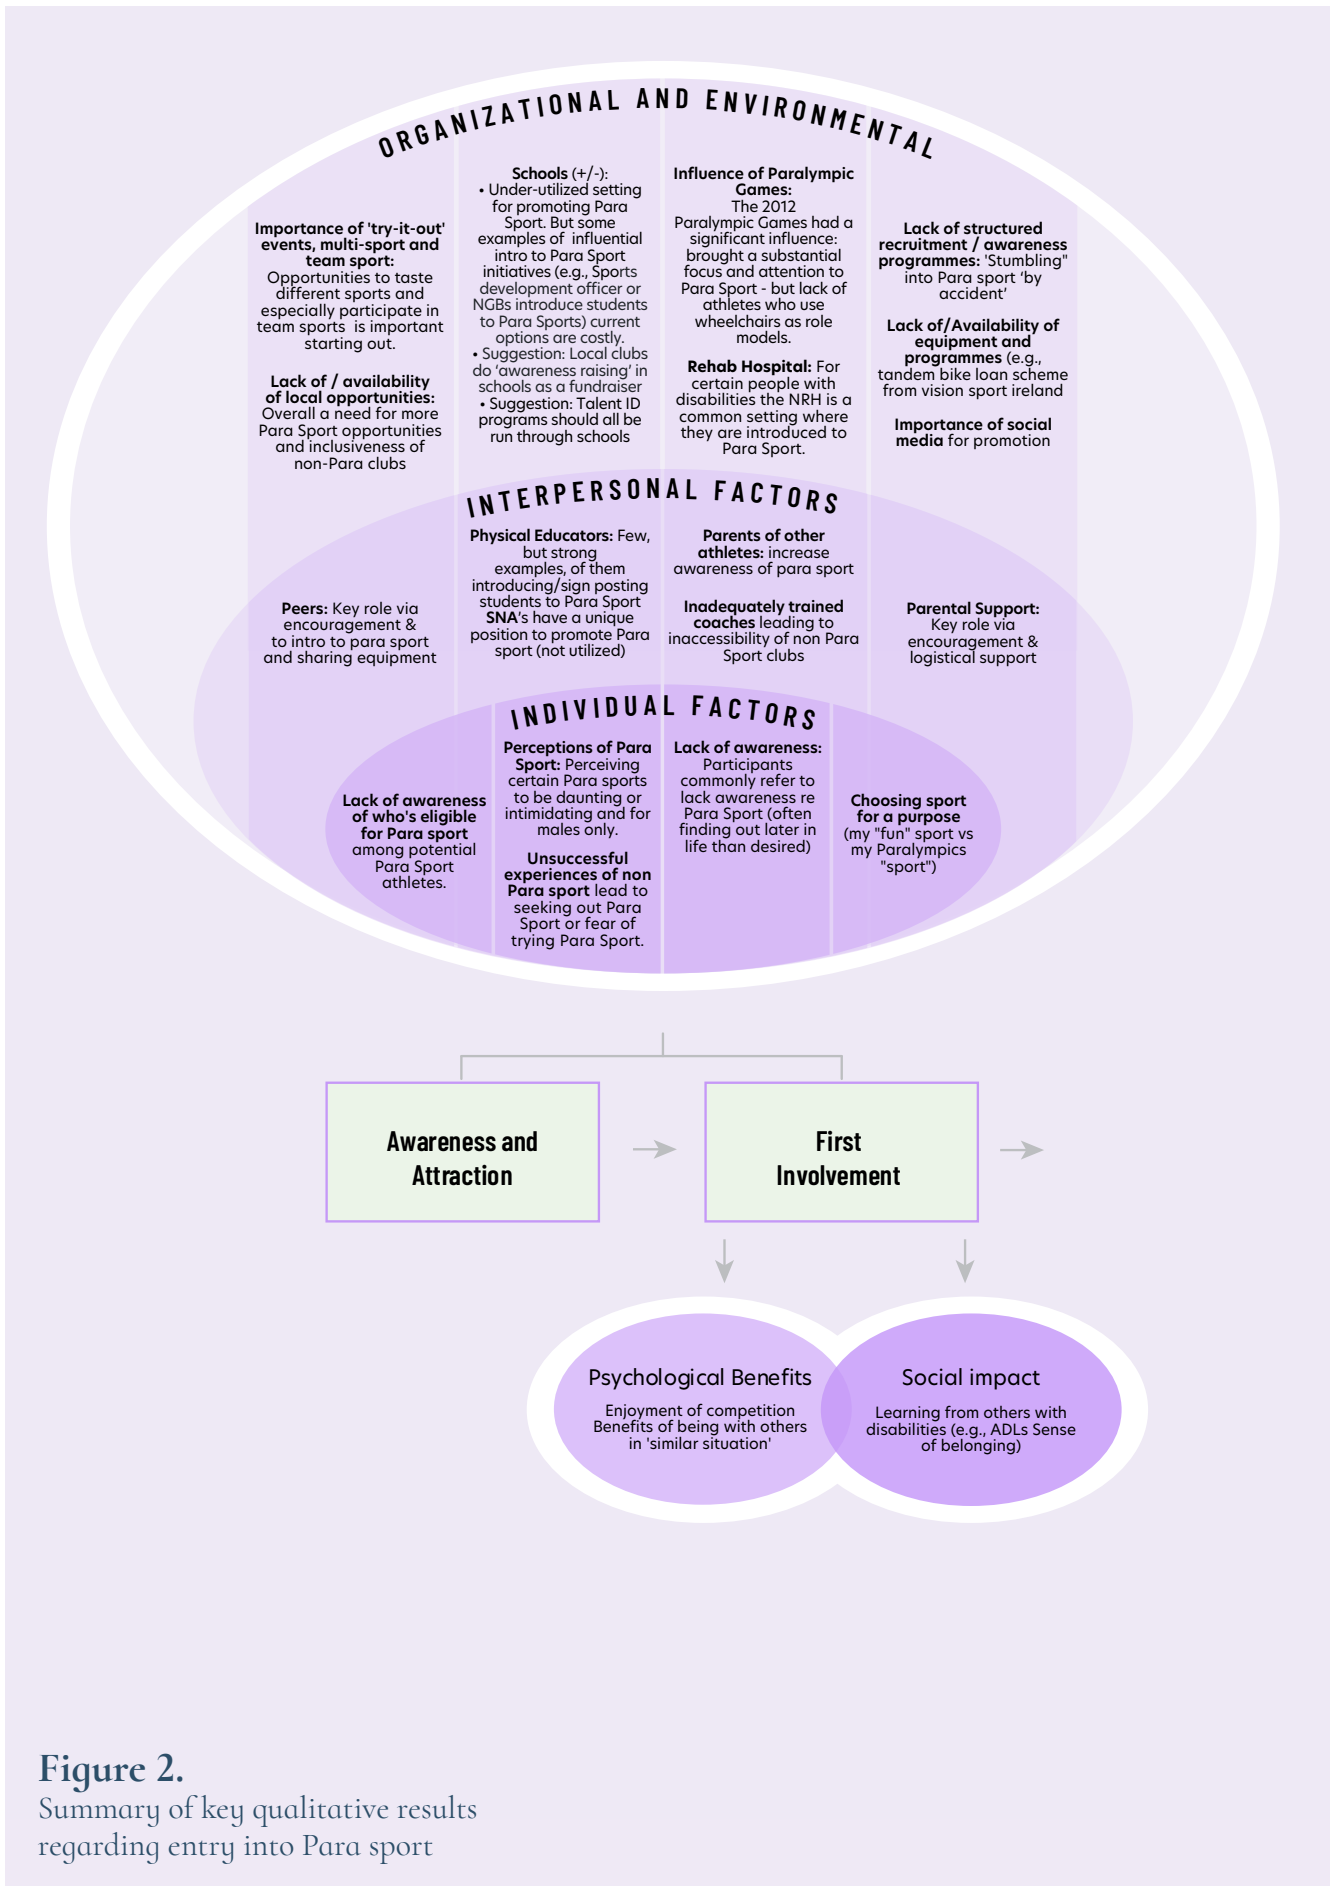 ORGANIZATIONAL AND ENVIRONMENTAL
Importance of 'try-it-out'
events, multi-sport and
team sport:
Opportunities to taste
different sports and
especially participate in
team sports is important
starting out.
Lack of / availability
of local opportunities:
Overall a need for more
Para Sport opportunities
and inclusiveness of
non-Para clubs
Schools (+/-):
• Under-utilized setting
for promoting Para
Sport. But some
examples of influential
intro to Para Sport
initiatives (e.g., Sports
development officer or
NGBs introduce students
to Para Sports) current
options are costly.
• Suggestion: Local clubs
do ‘awareness raising’ in
schools as a fundraiser
• Suggestion: Talent ID
programs should all be
run through schools
Influence of Paralympic
Games:
The 2012
Paralympic Games had a
significant influence:
brought a substantial
focus and attention to
Para Sport - but lack of
athletes who use
wheelchairs as role
models.
Rehab Hospital: For
certain people with
disabilities the NRH is a
common setting where
they are introduced to
Para Sport.
Lack of structured
recruitment / awareness
programmes: 'Stumbling"
into Para sport ‘by
accident’
Lack of/Availability of
equipment and
programmes (e.g.,
tandem bike loan scheme
from vision sport ireland
Importance of social
media for promotion
INTERPERSONAL FACTORS
Peers: Key role via
encouragement &
to intro to para sport
and sharing equipment
Physical Educators: Few,
but strong
examples, of them
introducing/sign posting
students to Para Sport
SNA’s have a unique
position to promote Para
sport (not utilized)
Parents of other
athletes: increase
awareness of para sport
Inadequately trained
coaches leading to
inaccessibility of non Para
Sport clubs
Parental Support:
Key role via
encouragement &
logistical support
INDIVIDUAL FACTORS
Lack of awareness
of who's eligible
for Para sport
among potential
Para Sport
athletes.
Perceptions of Para
Sport: Perceiving
certain Para sports
to be daunting or
intimidating and for
males only.
Unsuccessful
experiences of non
Para sport lead to
seeking out Para
Sport or fear of
trying Para Sport.
Lack of awareness:
Participants
commonly refer to
lack awareness re
Para Sport (often
finding out later in
life than desired)
Choosing sport
for a purpose
(my "fun" sport vs
my Paralympics
"sport")
Awareness and
Attraction
First
Involvement
Psychological Benefits
Enjoyment of competition
Benefits of being with others
in 'similar situation'
Social impact
Learning from others with
disabilities (e.g., ADLs Sense
of belonging)
Figure 2.
Summary of key qualitative results
regarding entry into Para sport